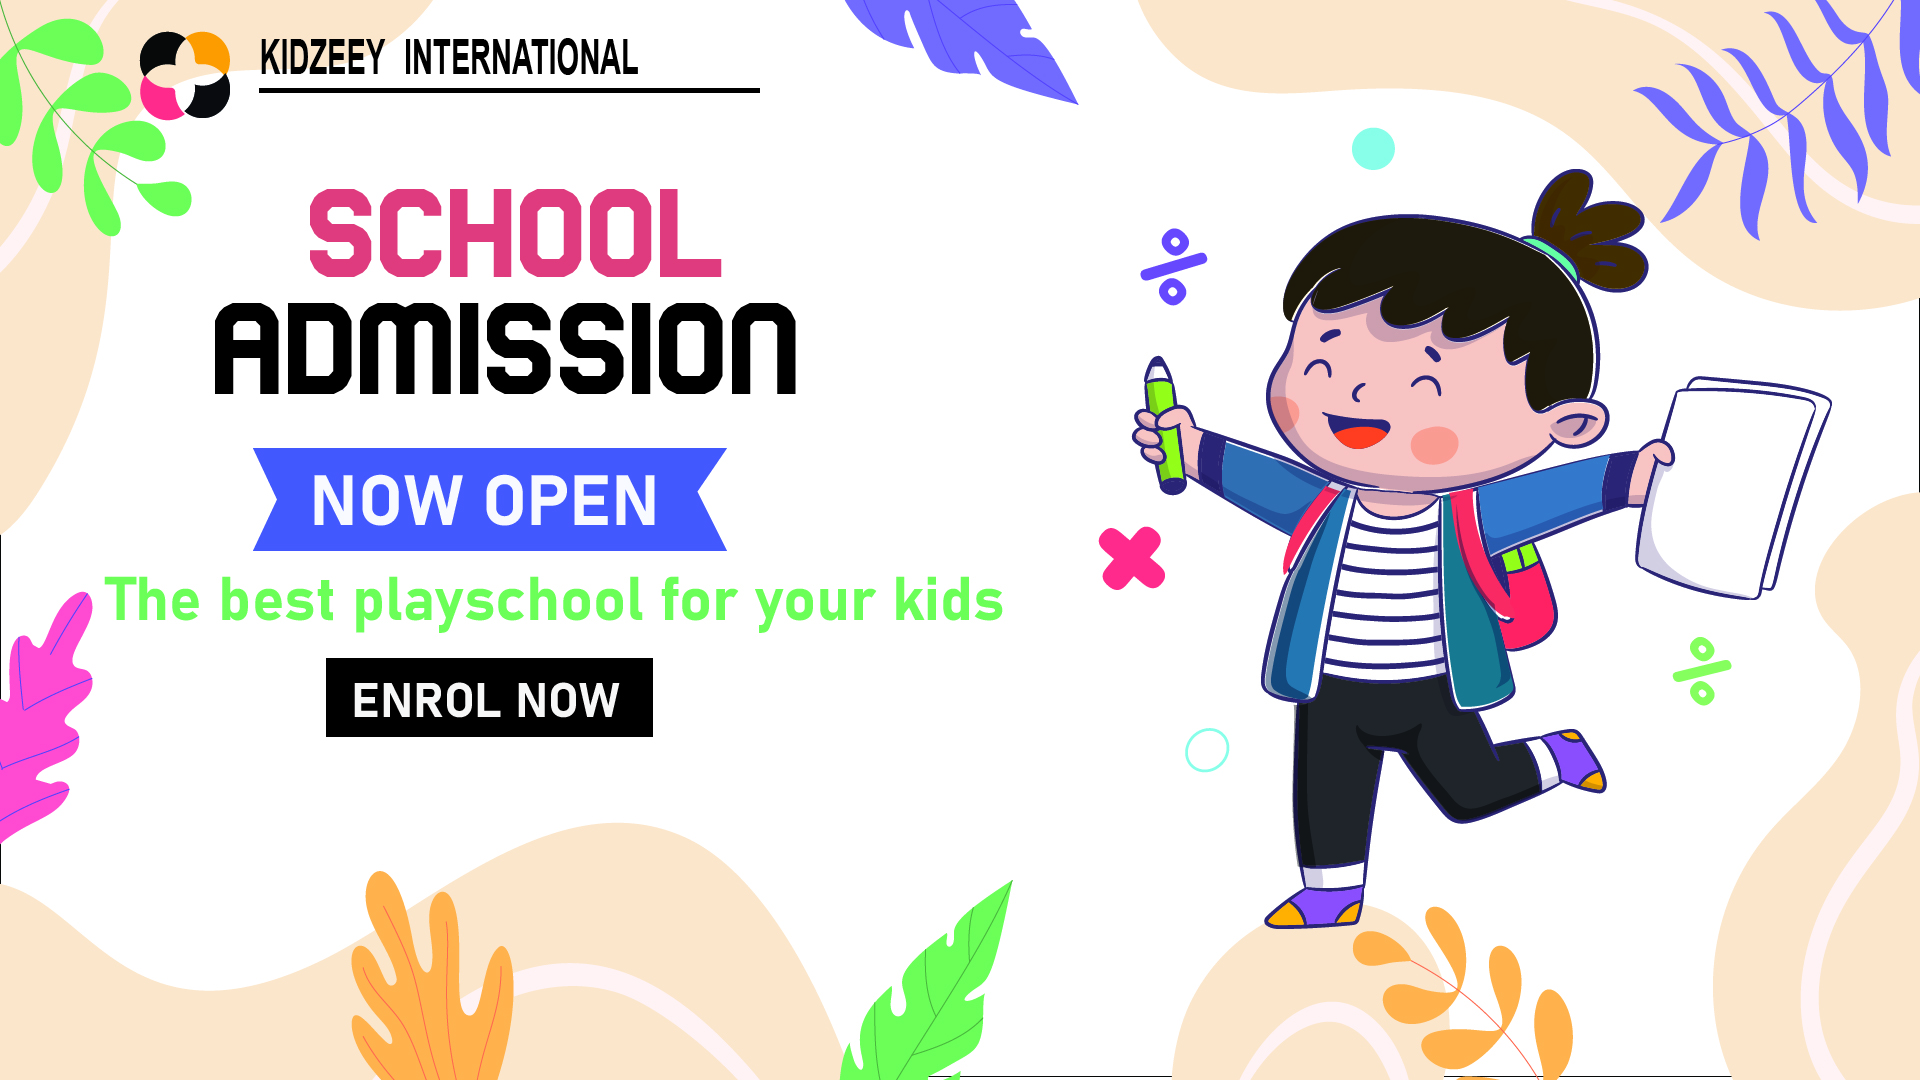 KIDZEEY INTERNATIONAL
SCHOOL
ADMISSION
NOW OPEN
The best playschool for your kids
ENROL NOW